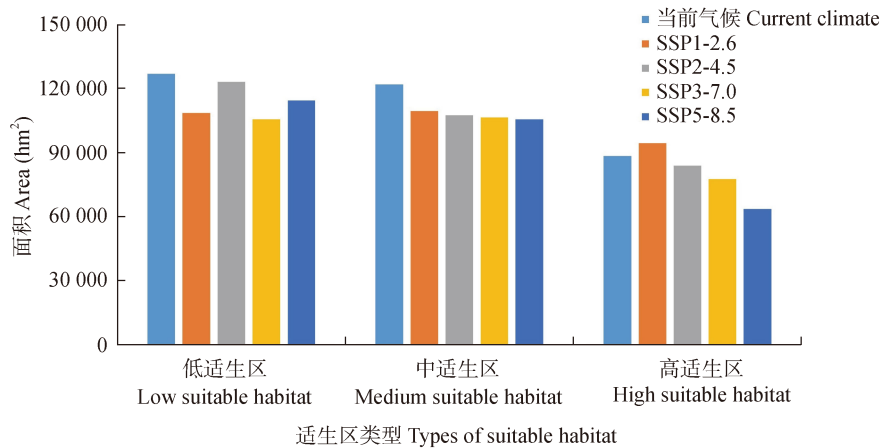 150 000
120 000
90 000
60 000
30 000
0
面积 Area (hm²)
当前气候 Current climate
SSP1-2.6
SSP2-4.5
SSP3-7.0
SSP5-8.5
低适生区
Low suitable habitat
中适生区
Medium suitable habitat
高适生区
High suitable habitat
适生区类型 Types of suitable habitat